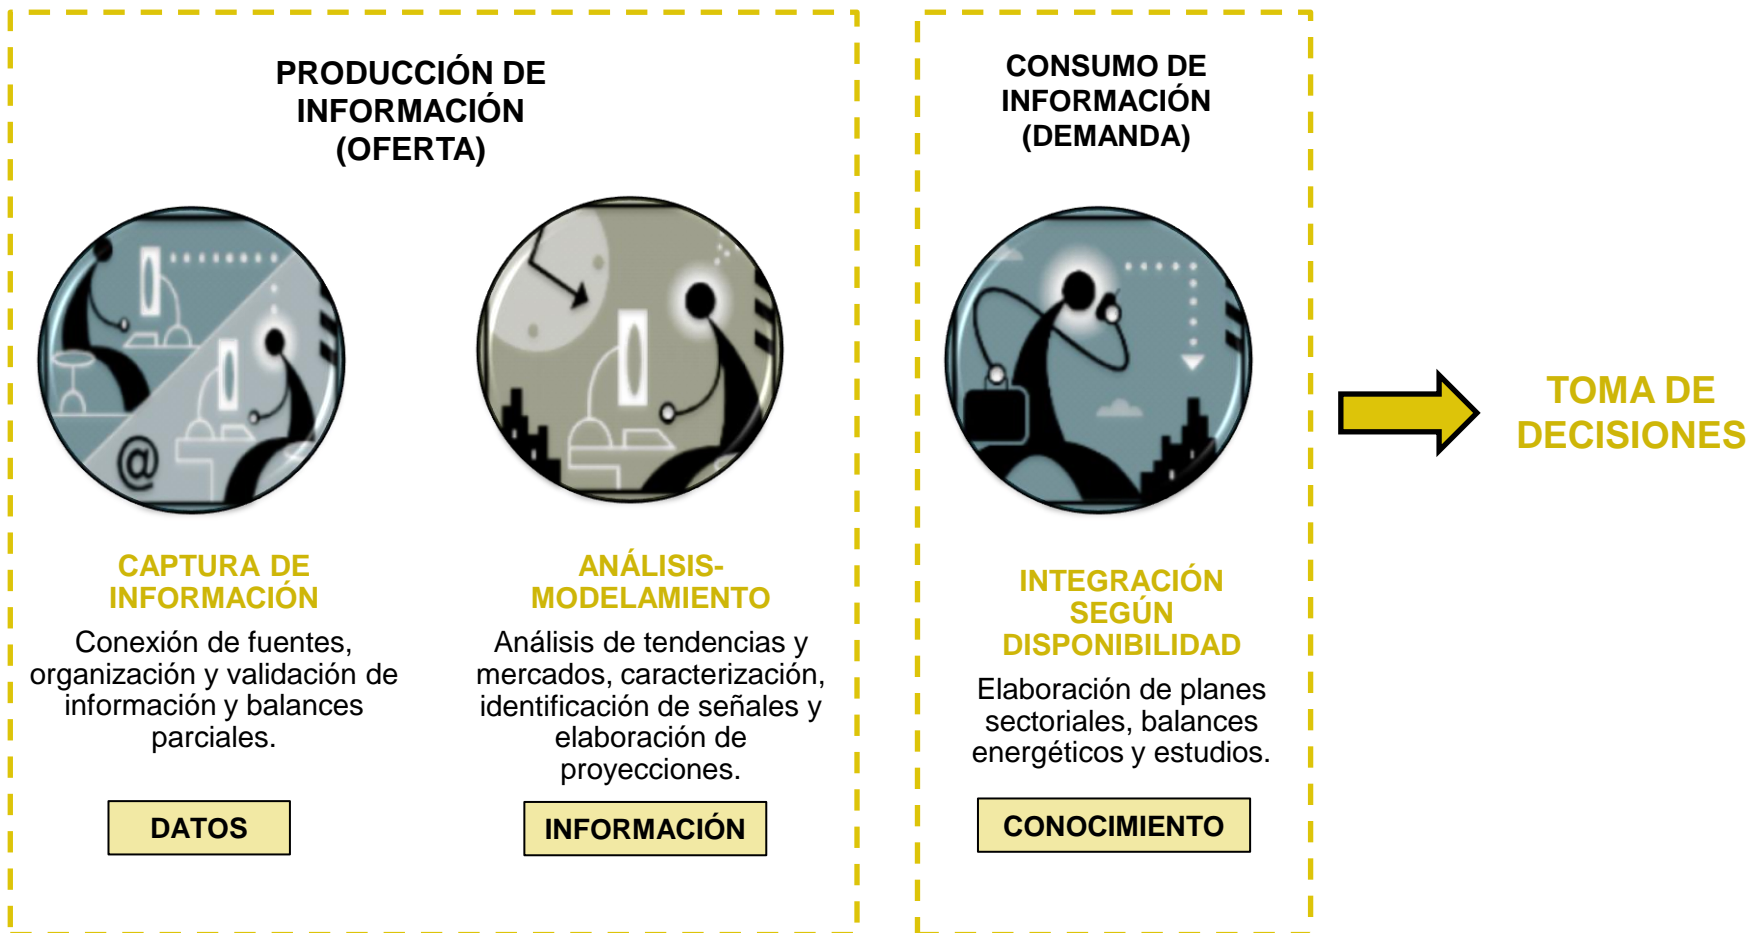 PRODUCCIÓN DE
INFORMACIÓN
(OFERTA)
@
CAPTURA DE
INFORMACIÓN
Conexión de fuentes,
organización y validación de
información y balances
parciales.
DATOS
ANÁLISIS-
MODELAMIENTO
Análisis de tendencias y
mercados, caracterización,
identificación de señales y
elaboración de
proyecciones.
INFORMACIÓN
CONSUMO DE
INFORMACIÓN
(DEMANDA)
INTEGRACIÓN
SEGÚN
DISPONIBILIDAD
Elaboración de planes
sectoriales, balances
energéticos y estudios.
CONOCIMIENTO
TOMA DE
DECISIONES